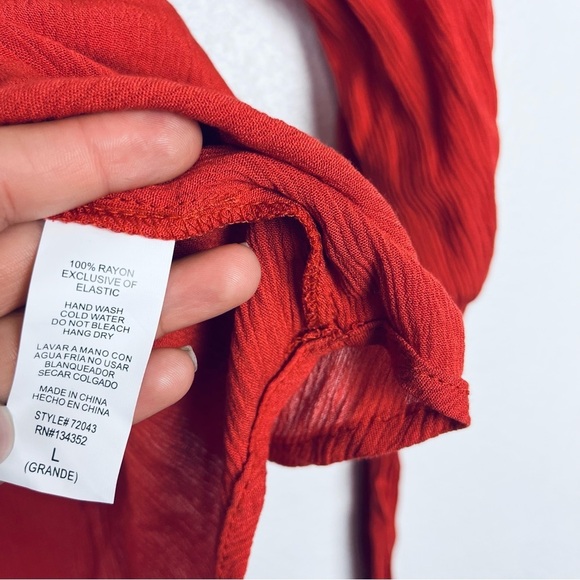 100% RAYON
EXCLUSIVE OF
ELASTIC
HAND WASH
COLD WATER
DO NOT BLEACH
HANG DRY
LAVAR A MANO CON
AGUA FRÍA NO USAR
BLANQUEADOR
SECAR COLGADO
MADE IN CHINA
HECHO EN CHINA
STYLE# 72043
RN#134352
L
(GRANDE)